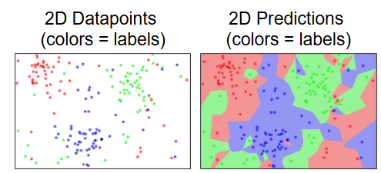 2D Datapoints
(colors = labels)
2D Predictions
(colors = labels)